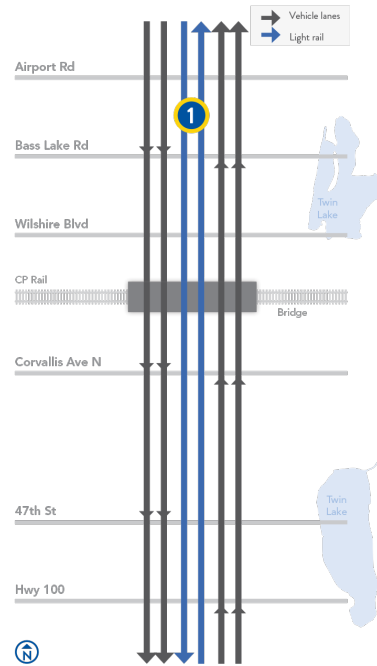 Vehicle lanes
Light rail
Airport Rd
1
Bass Lake Rd
Twin
Lake
Wilshire Blvd
CP Rail
Bridge
Corvallis Ave N
Twin
Lake
47th St
Hwy 100
N